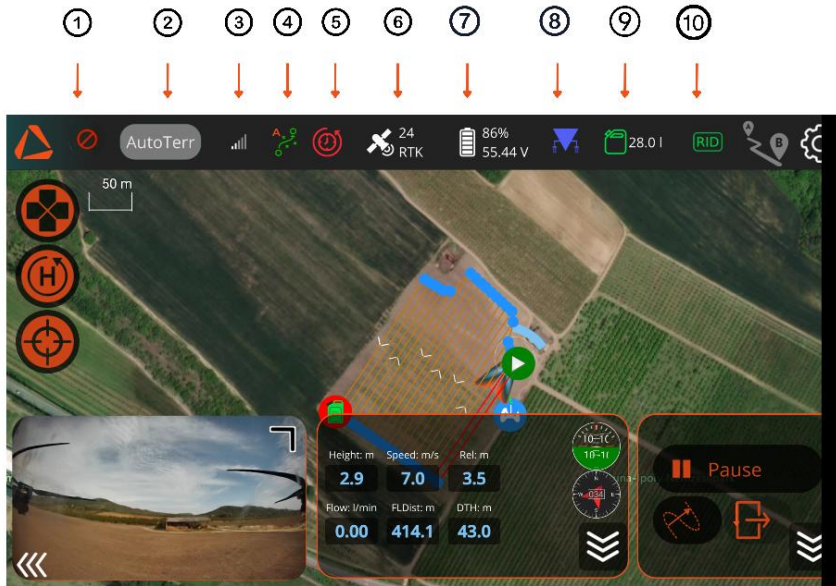 1 2 3 4 5 6 7 8 9 10
AutoTerr
A
24
RTK
86%
55.44 V
28.0 l
RID
A
B
50 m
H
Height: m Speed: m/s Rel: m
2.9 7.0 3.5
Flow: l/min FLDist: m DTH: m
0.00 414.1 43.0
034
Pause